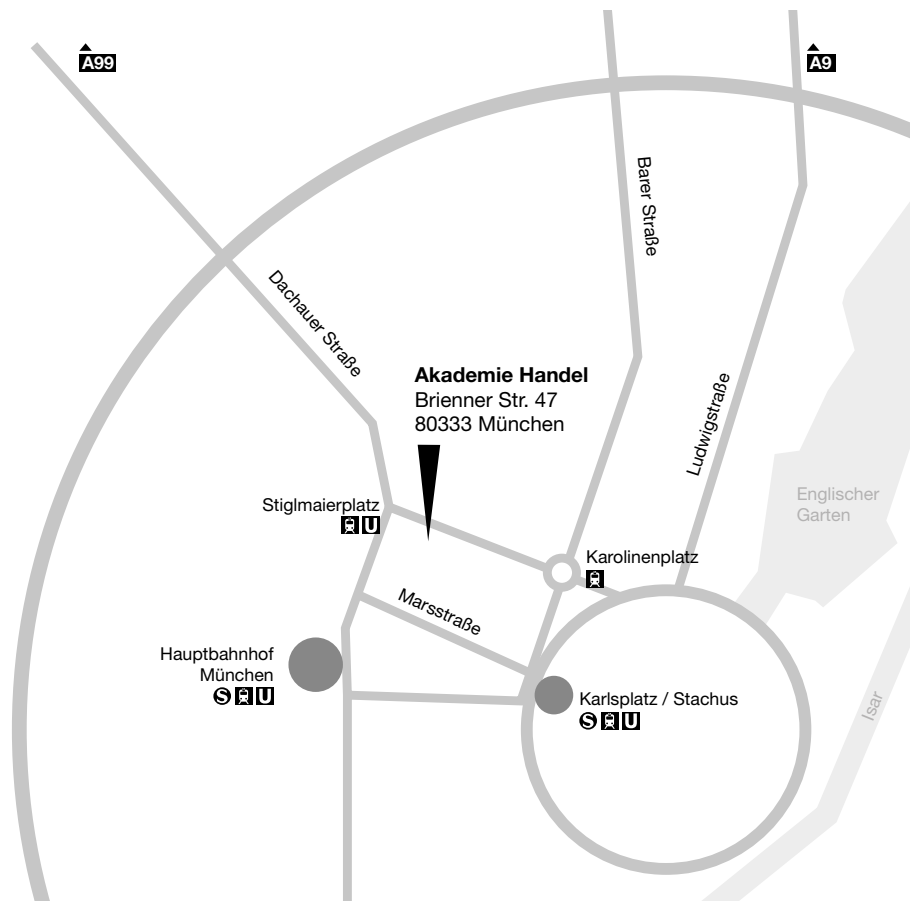 A99
A9
Barer Straße
Dachauer Straße
Akademie Handel
Brienner Str. 47
80333 München
Ludwigstraße
Stiglmaierplatz
U
Englischer
Garten
Karolinenplatz
Marsstraße
Hauptbahnhof
München
S U
Karlsplatz / Stachus
S U
Isar